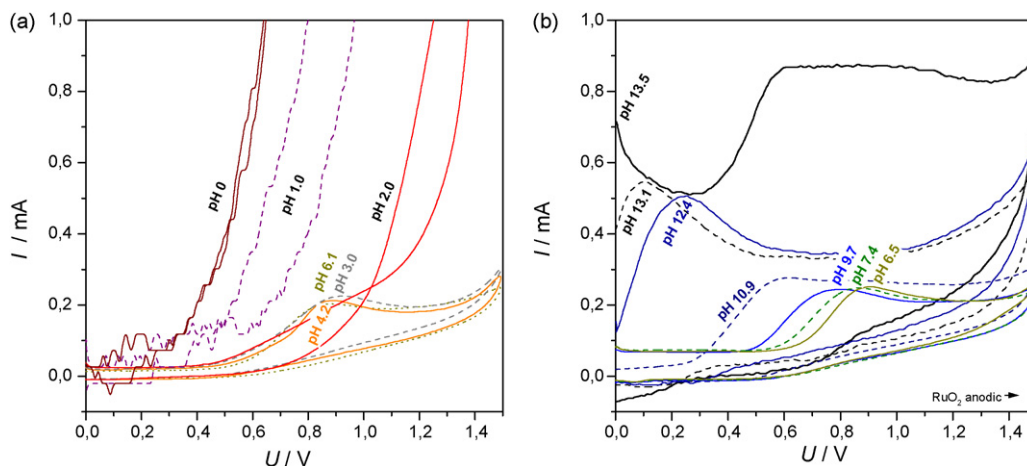 (a)
1,0
0,8
0,6
0,4
0,2
0,0
I / mA
0,0 0,2 0,4 0,6 0,8 1,0 1,2 1,4
U / V
pH 0
pH 1.0
pH 2.0
pH 6.1
pH 3.0
pH 4.2
(b)
1,0
0,8
0,6
0,4
0,2
0,0
I / mA
0,0 0,2 0,4 0,6 0,8 1,0 1,2 1,4
U / V
pH 13.5
pH 13.1
pH 12.4
pH 10.9
pH 9.7
pH 7.4
pH 6.5
RuO₂ anodic